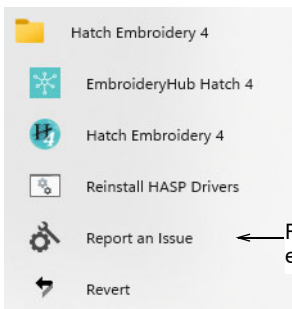 Hatch Embroidery 4
EmbroideryHub Hatch 4
Hatch Embroidery 4
Reinstall HASP Drivers
Report an Issue
Revert